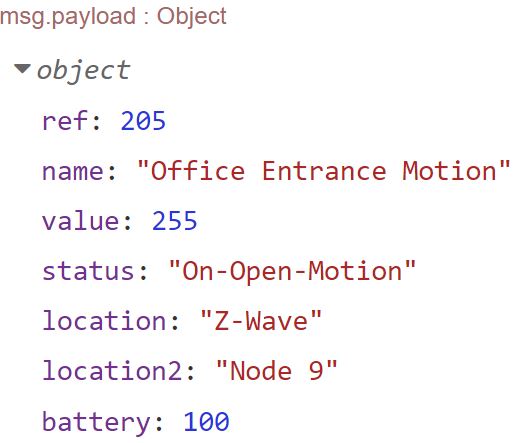 msg.payload : Object
object
ref: 205
name: "Office Entrance Motion"
value: 255
status: "On-Open-Motion"
location: "Z-Wave"
location2: "Node 9"
battery: 100